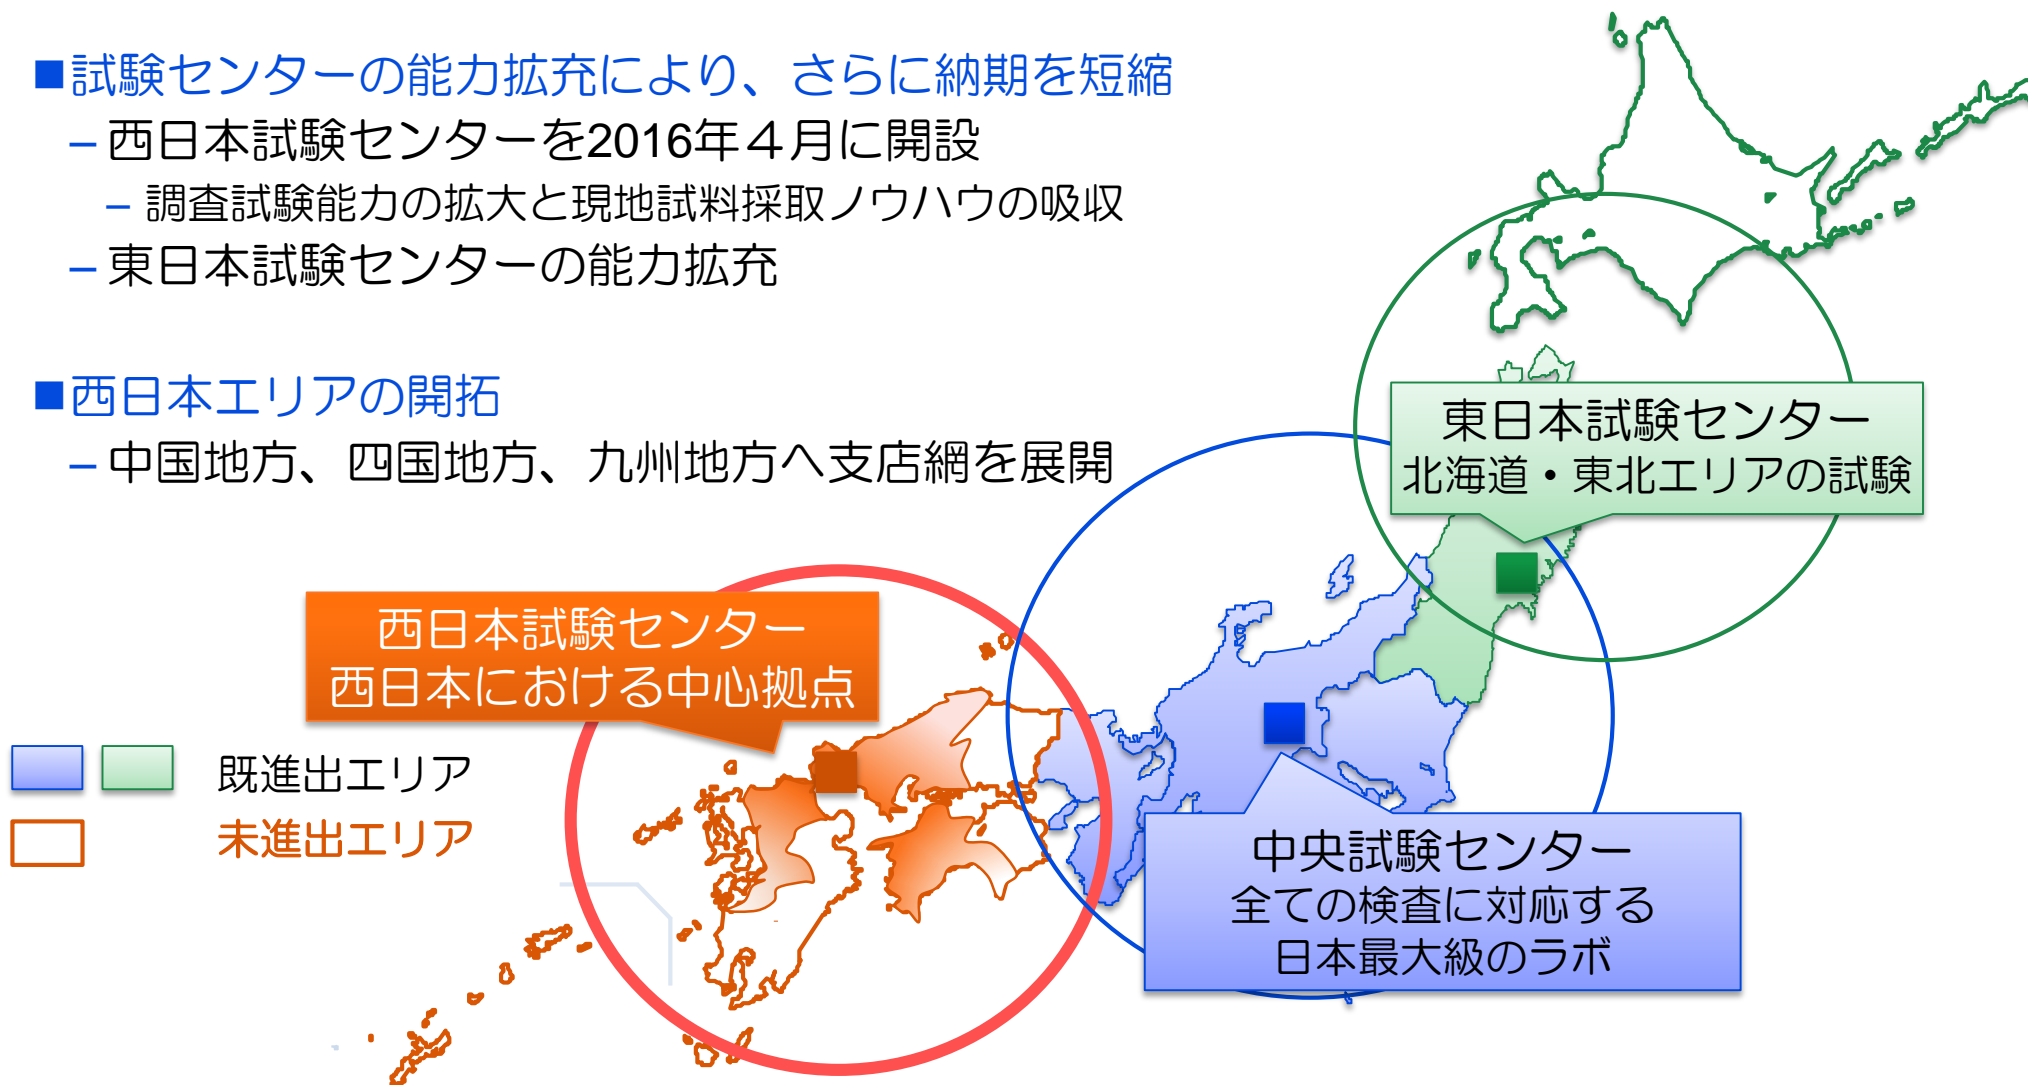 ■試験センターの能力拡充により、さらに納期を短縮
– 西日本試験センターを2016年４月に開設
– 調査試験能力の拡大と現地試料採取ノウハウの吸収
– 東日本試験センターの能力拡充
■西日本エリアの開拓
– 中国地方、四国地方、九州地方へ支店網を展開
東日本試験センター
北海道・東北エリアの試験
西日本試験センター
西日本における中心拠点
既進出エリア
未進出エリア
中央試験センター
全ての検査に対応する
日本最大級のラボ